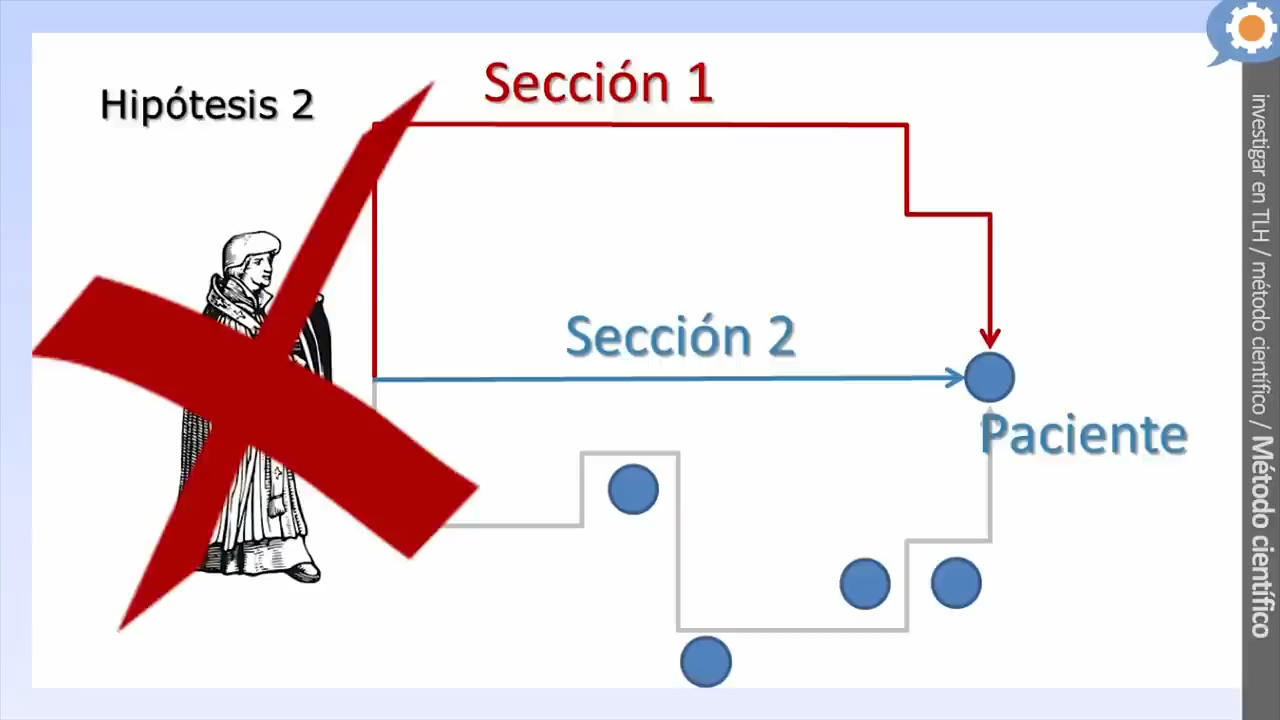 Hipótesis 2
Sección 1
Sección 2
Paciente
investigar en TLH / método científico / Método científico